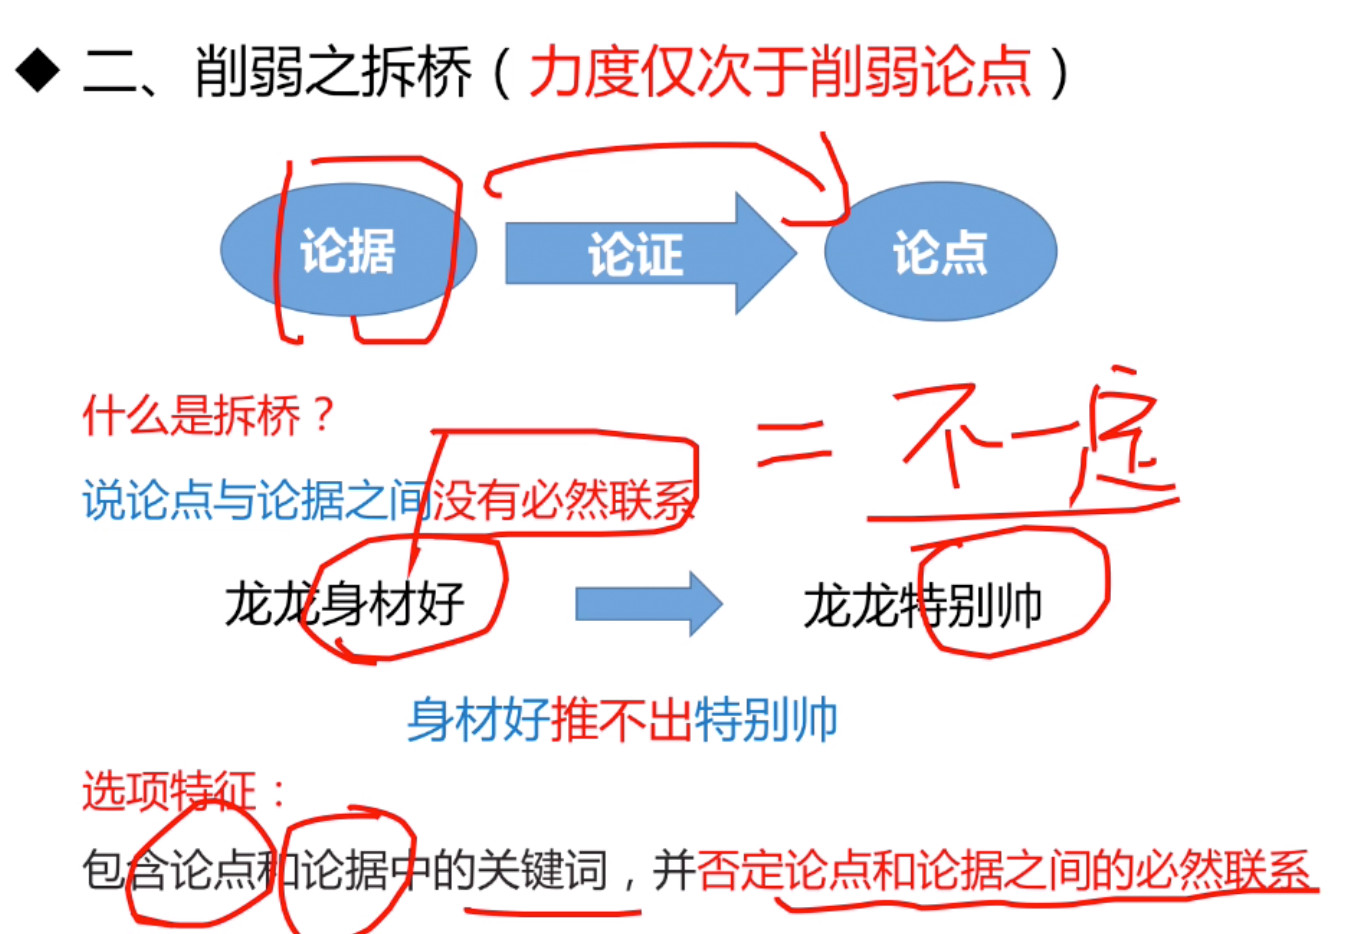 ◆ 二、削弱之拆桥（力度仅次于削弱论点）
论据 论证 论点
什么是拆桥？
= 不一定
说论点与论据之间没有必然联系
龙龙身材好 龙龙特别帅
身材好推不出特别帅
选项特征：
包含论点和论据中的关键词，并否定论点和论据之间的必然联系